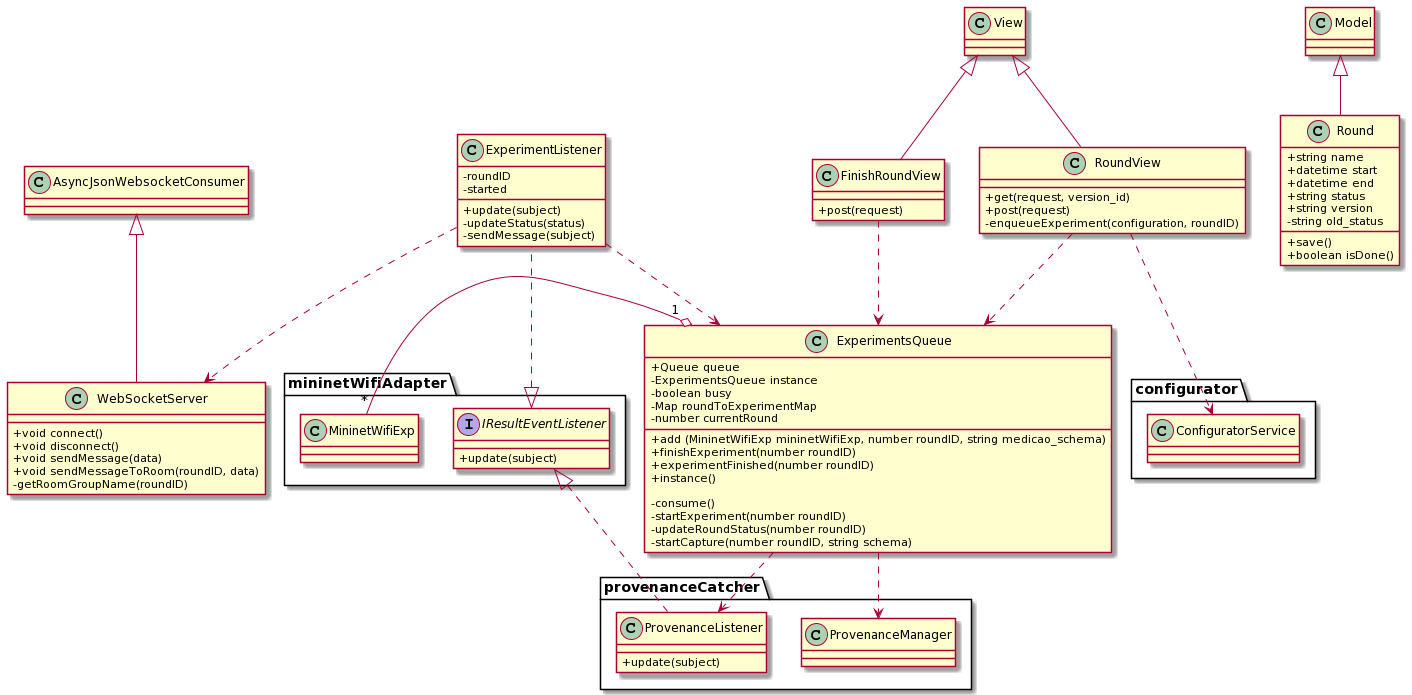 C View
C Model
C ExperimentListener
-roundID
-started
+update(subject)
-updateStatus(status)
-sendMessage(subject)
C AsyncJsonWebsocketConsumer
C FinishRoundView
+post(request)
C RoundView
+get(request, version_id)
+post(request)
-enqueueExperiment(configuration, roundID)
C Round
+string name
+datetime start
+datetime end
+string status
+string version
-string old_status
+save()
+boolean isDone()
1
*
C WebSocketServer
+void connect()
+void disconnect()
+void sendMessage(data)
+void sendMessageToRoom(roundID, data)
-getRoomGroupName(roundID)
mininetWifiAdapter
C MininetWifiExp
I IResultEventListener
+update(subject)
C ExperimentsQueue
+Queue queue
-ExperimentsQueue instance
-boolean busy
-Map roundToExperimentMap
-number currentRound
+add (MininetWifiExp mininetWifiExp, number roundID, string medicao_schema)
+finishExperiment(number roundID)
+experimentFinished(number roundID)
+instance()
-consume()
-startExperiment(number roundID)
-updateRoundStatus(number roundID)
-startCapture(number roundID, string schema)
configurator
C ConfiguratorService
provenanceCatcher
C ProvenanceListener
+update(subject)
C ProvenanceManager